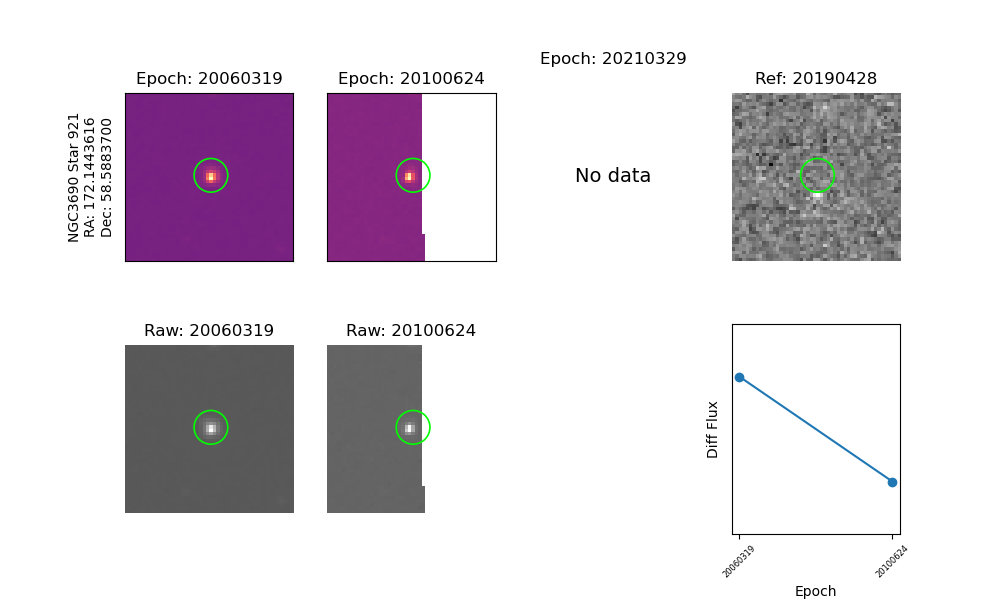 Epoch: 20060319
Epoch: 20100624
Epoch: 20210329
Ref: 20190428
NGC3690 Star 921
RA: 172.1443616
Dec: 58.5883700
No data
Raw: 20060319
Raw: 20100624
Diff Flux
20060319
20100624
Epoch